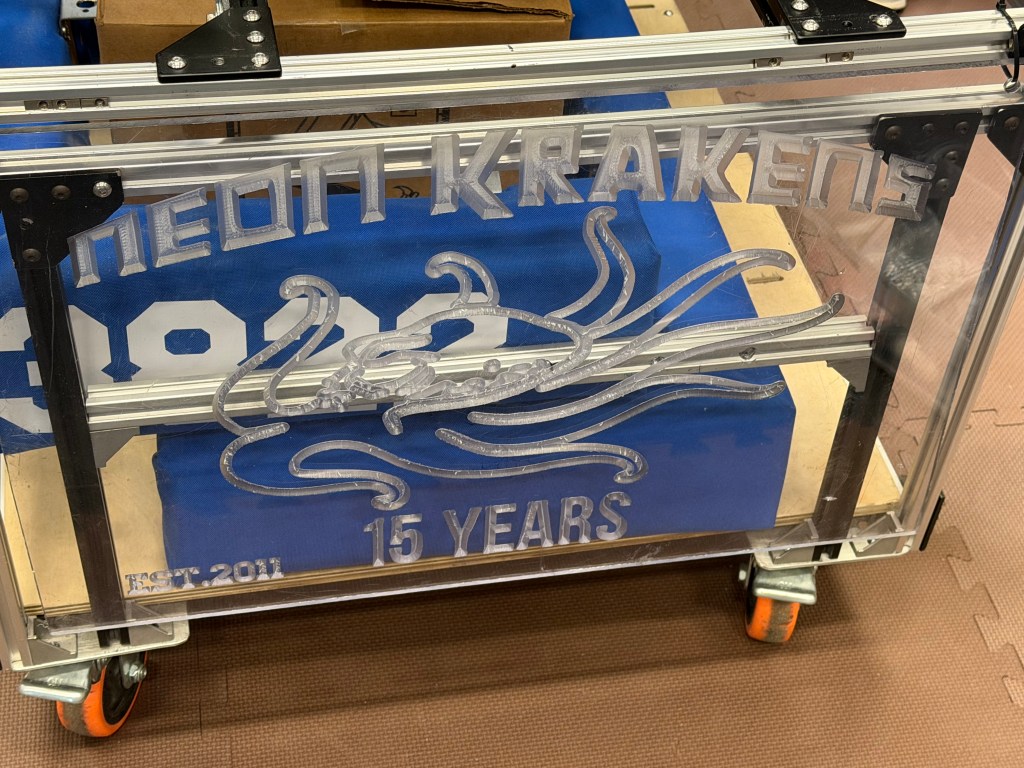 NEON KRAKENS
15 YEARS
EST.2011